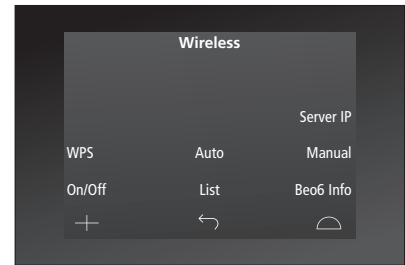 Wireless
Server IP
WPS Auto Manual
On/Off List Beo6 Info